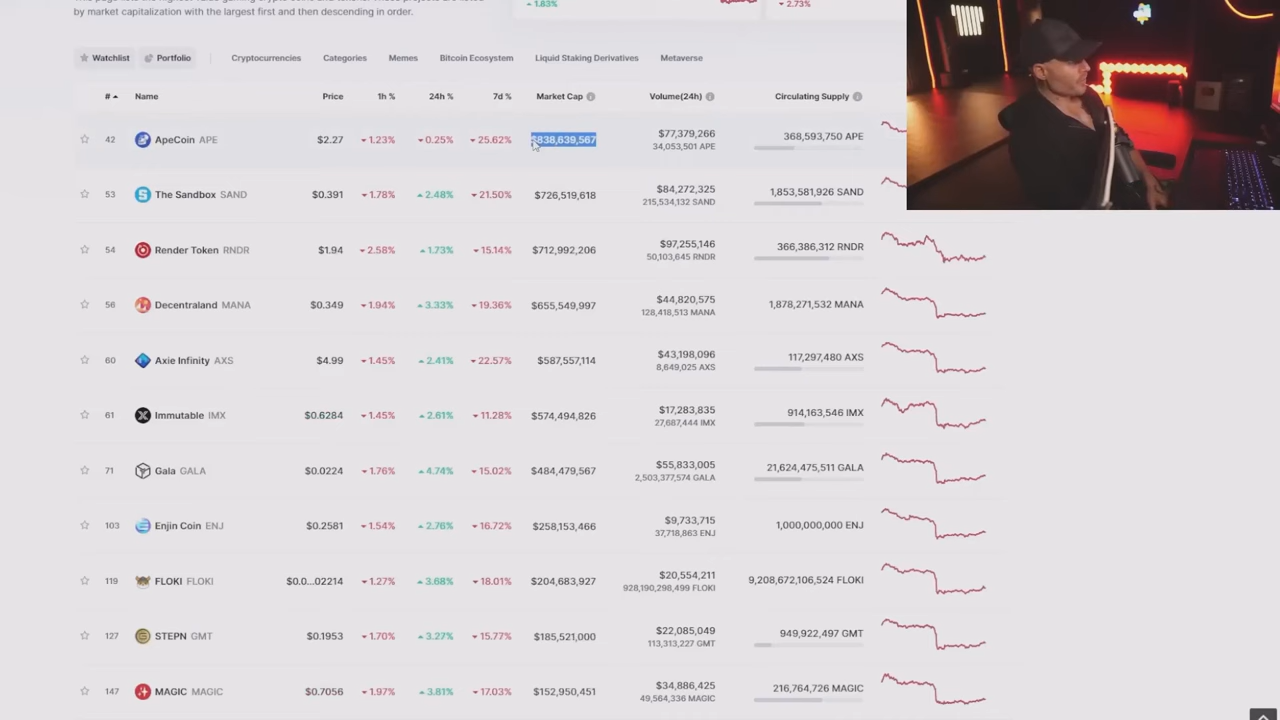 by market capitalization with the largest first and then descending in order.
1.83%
2.73%
Watchlist Portfolio Cryptocurrencies Categories Memes Bitcoin Ecosystem Liquid Staking Derivatives Metaverse
# Name Price 1h % 24h % 7d % Market Cap Volume(24h) Circulating Supply
42 ApeCoin APE $2.27 1.23% 0.25% 25.62% $838,639,567 $77,379,266 368,593,750 APE
34,053,501 APE
53 The Sandbox SAND $0.391 1.78% 2.48% 21.50% $726,519,618 $84,272,325 1,853,581,926 SAND
215,534,132 SAND
54 Render Token RNDR $1.94 2.58% 1.73% 15.14% $712,992,206 $97,255,146 366,386,312 RNDR
50,103,645 RNDR
56 Decentraland MANA $0.349 1.94% 3.33% 19.36% $655,549,997 $44,820,575 1,878,271,532 MANA
128,418,513 MANA
60 Axie Infinity AXS $4.99 1.45% 2.41% 22.57% $587,557,114 $43,198,096 117,297,480 AXS
8,649,025 AXS
61 Immutable IMX $0.6284 1.45% 2.61% 11.28% $574,494,826 $17,283,835 914,163,546 IMX
27,687,444 IMX
71 Gala GALA $0.0224 1.76% 4.74% 15.02% $484,479,567 $55,833,005 21,624,475,511 GALA
2,503,377,574 GALA
103 Enjin Coin ENJ $0.2581 1.54% 2.76% 16.72% $258,153,466 $9,733,715 1,000,000,000 ENJ
37,718,863 ENJ
119 FLOKI FLOKI $0.0...02214 1.27% 3.68% 18.01% $204,683,927 $20,554,211 9,208,672,106,524 FLOKI
928,190,298,499 FLOKI
127 STEPN GMT $0.1953 1.70% 3.27% 15.77% $185,521,000 $22,085,049 949,922,497 GMT
113,313,227 GMT
147 MAGIC MAGIC $0.7056 1.97% 3.81% 17.03% $152,950,451 $34,886,425 216,764,726 MAGIC
49,564,336 MAGIC